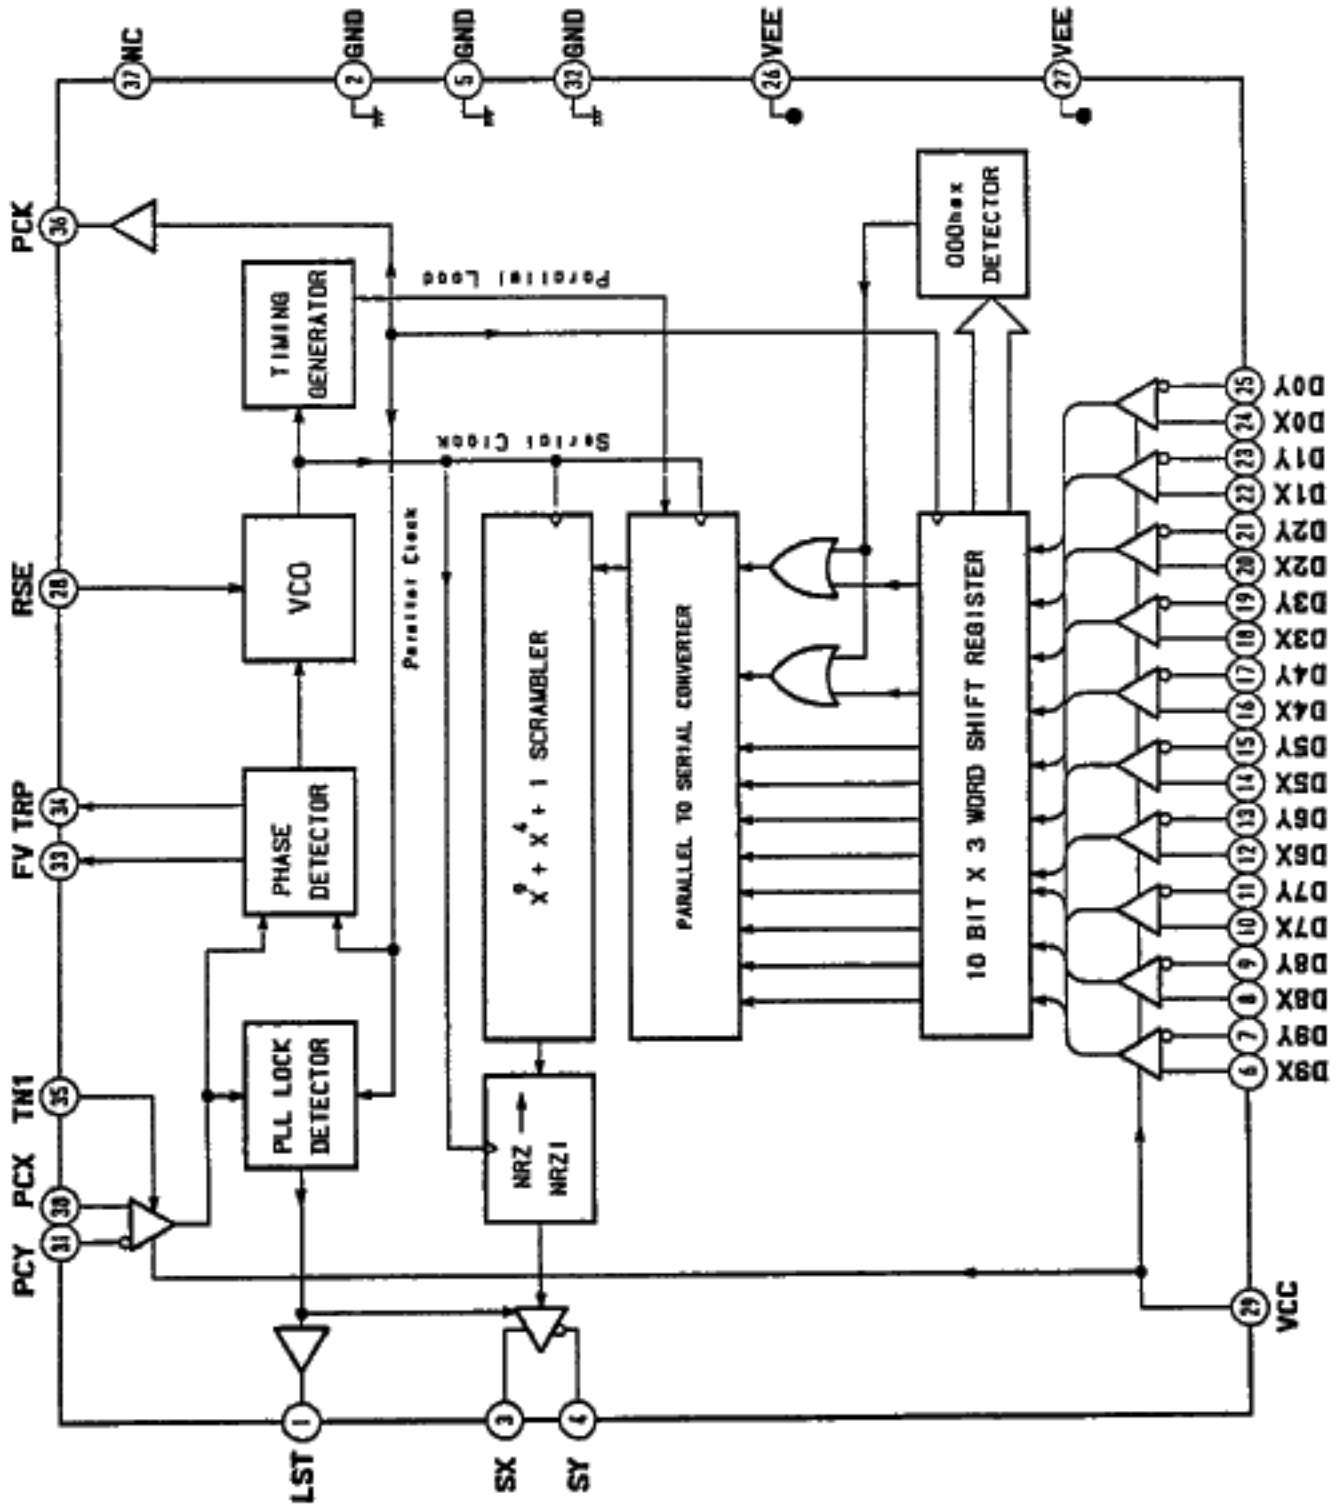 37 NC
2 GND
5 GND
32 GND
26 VEE
27 VEE
PCK 36
RSE 28
TRP 34
FV 33
TN1 35
PCX 30
PCY 31
TIMING
GENERATOR
VCO
PHASE
DETECTOR
PLL LOCK
DETECTOR
Parallel Load
Serial Clock
Parallel Clock
X⁹ + X⁴ + 1 SCRAMBLER
PARALLEL TO SERIAL CONVERTER
10 BIT X 3 WORD SHIFT REGISTER
000hex
DETECTOR
NRZ →
NRZI
LST 1
SX 3
SY 4
29 VCC
25 D0Y
24 D0X
23 D1Y
22 D1X
21 D2Y
20 D2X
19 D3Y
18 D3X
17 D4Y
16 D4X
15 D5Y
14 D5X
13 D6Y
12 D6X
11 D7Y
10 D7X
9 D8Y
8 D8X
7 D9Y
6 D9X